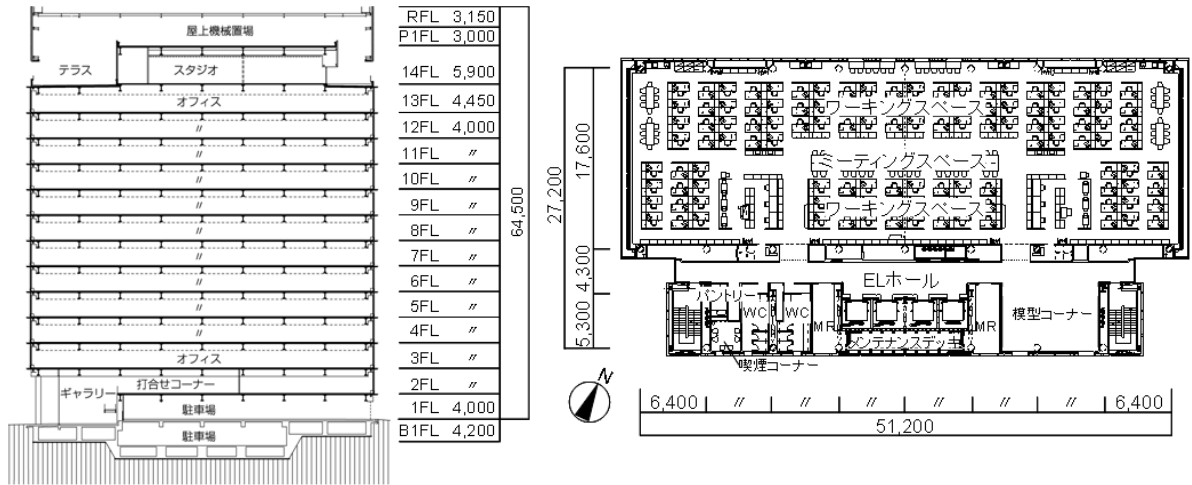 屋上機械置場
テラス
スタジオ
オフィス
〃
〃
〃
〃
〃
〃
〃
〃
〃
オフィス
ギャラリー
打合せコーナー
駐車場
駐車場
RFL 3,150
P1FL 3,000
14FL 5,900
13FL 4,450
12FL 4,000
11FL 〃
10FL 〃
9FL 〃
8FL 〃
7FL 〃
6FL 〃
5FL 〃
4FL 〃
3FL 〃
2FL 〃
1FL 4,000
B1FL 4,200
64,500
27,200
17,600
4,300
5,300
ワーキングスペース
ミーティングスペース
ワーキングスペース
ELホール
パントリー
WC
WC
MR
MR
模型コーナー
メンテナンスデッキ
喫煙コーナー
N
6,400 〃 〃 〃 〃 〃 〃 6,400
51,200